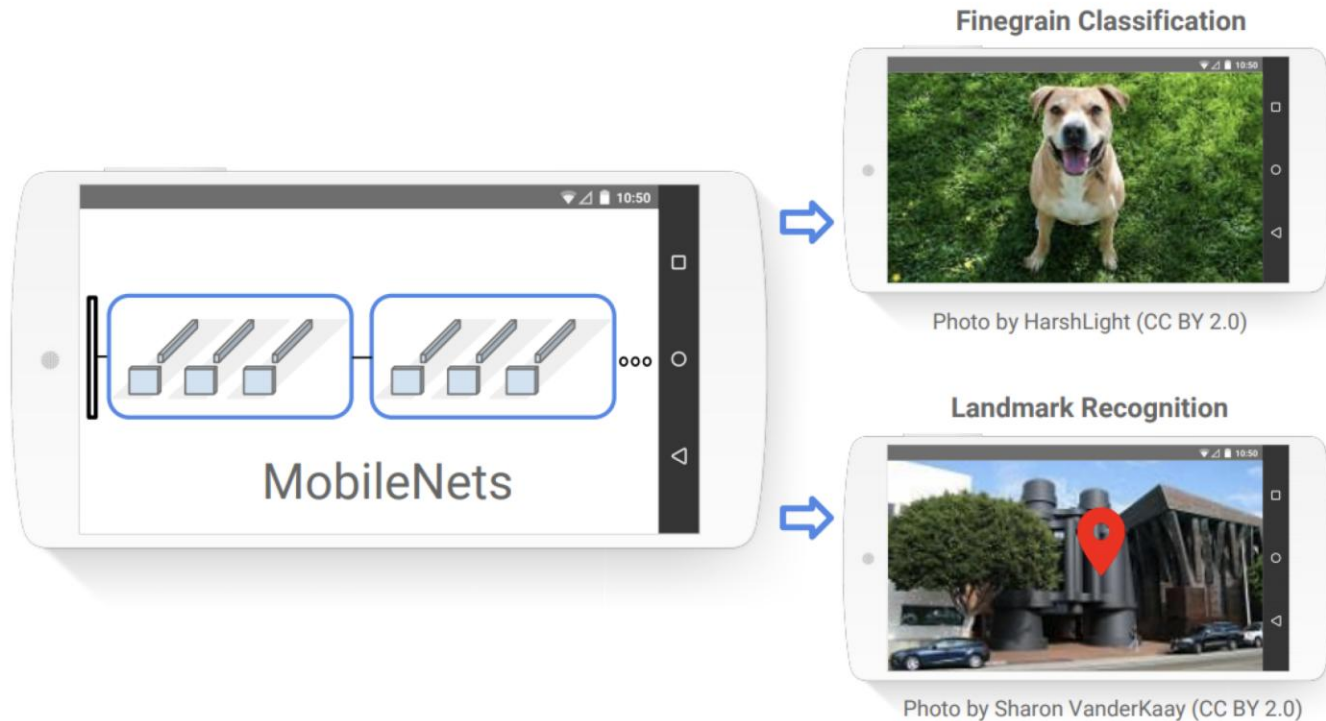 Finegrain Classification
10:50
Photo by HarshLight (CC BY 2.0)
10:50
MobileNets
Landmark Recognition
10:50
Photo by Sharon VanderKaay (CC BY 2.0)